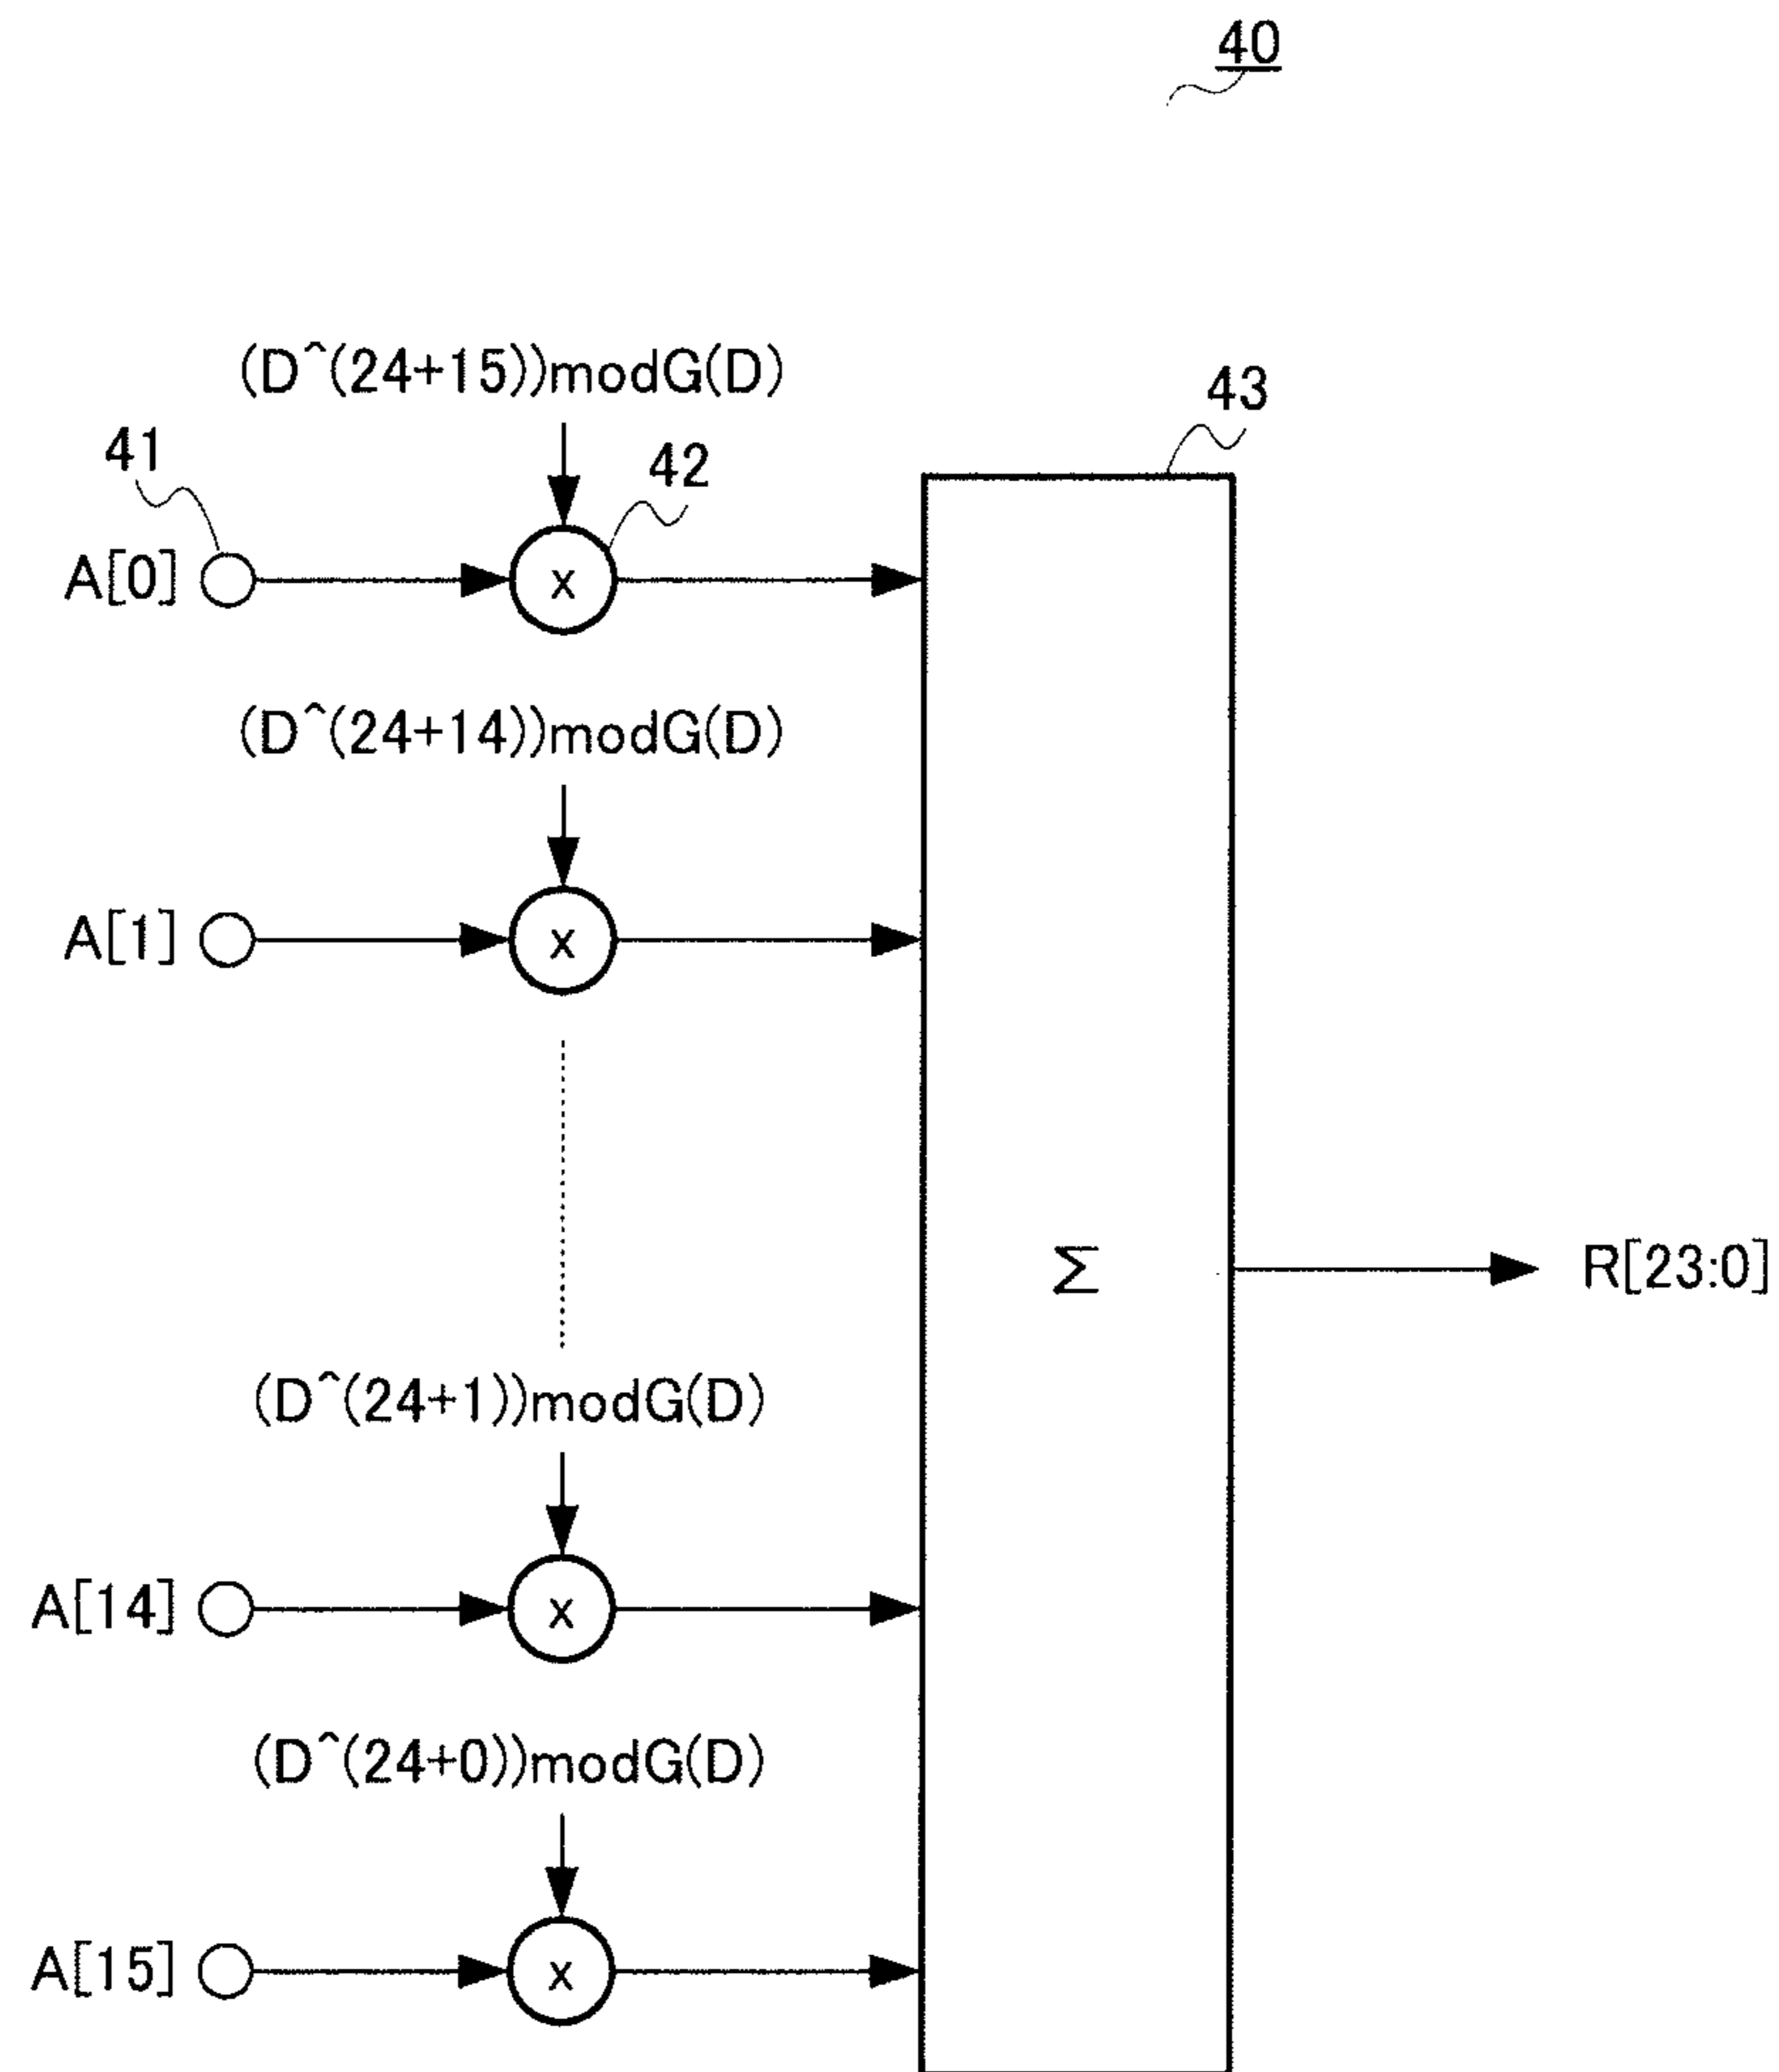 40
(D^(24+15))modG(D)
43
41
42
A[0]
x
(D^(24+14))modG(D)
A[1]
x
Σ
R[23:0]
(D^(24+1))modG(D)
A[14]
x
(D^(24+0))modG(D)
A[15]
x